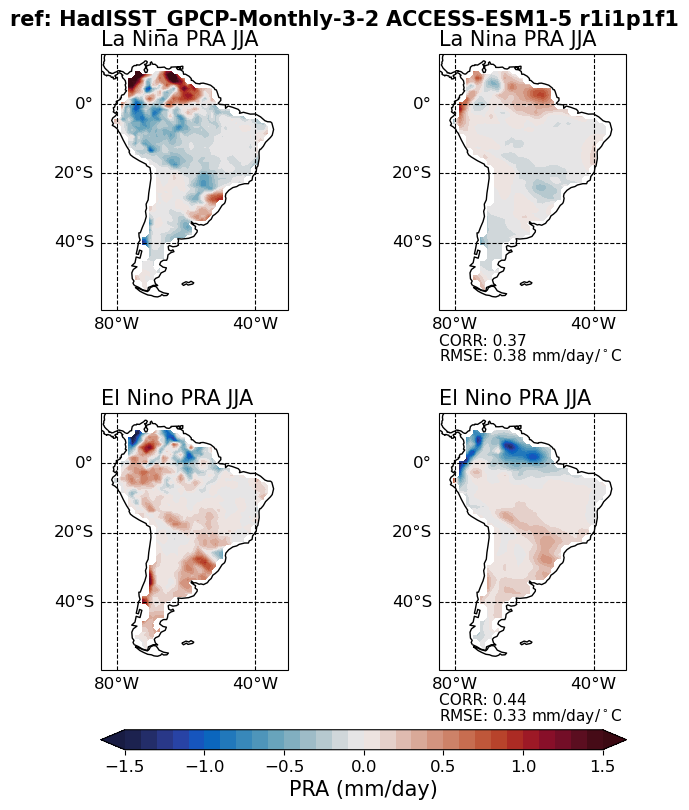 ref: HadISST_GPCP-Monthly-3-2 ACCESS-ESM1-5 r1i1p1f1
La Nina PRA JJA
La Nina PRA JJA
0°
0°
20°S
20°S
40°S
40°S
80°W 40°W
80°W 40°W
CORR: 0.37
RMSE: 0.38 mm/day/°C
El Nino PRA JJA
El Nino PRA JJA
0°
0°
20°S
20°S
40°S
40°S
80°W 40°W
80°W 40°W
CORR: 0.44
RMSE: 0.33 mm/day/°C
−1.5 −1.0 −0.5 0.0 0.5 1.0 1.5
PRA (mm/day)